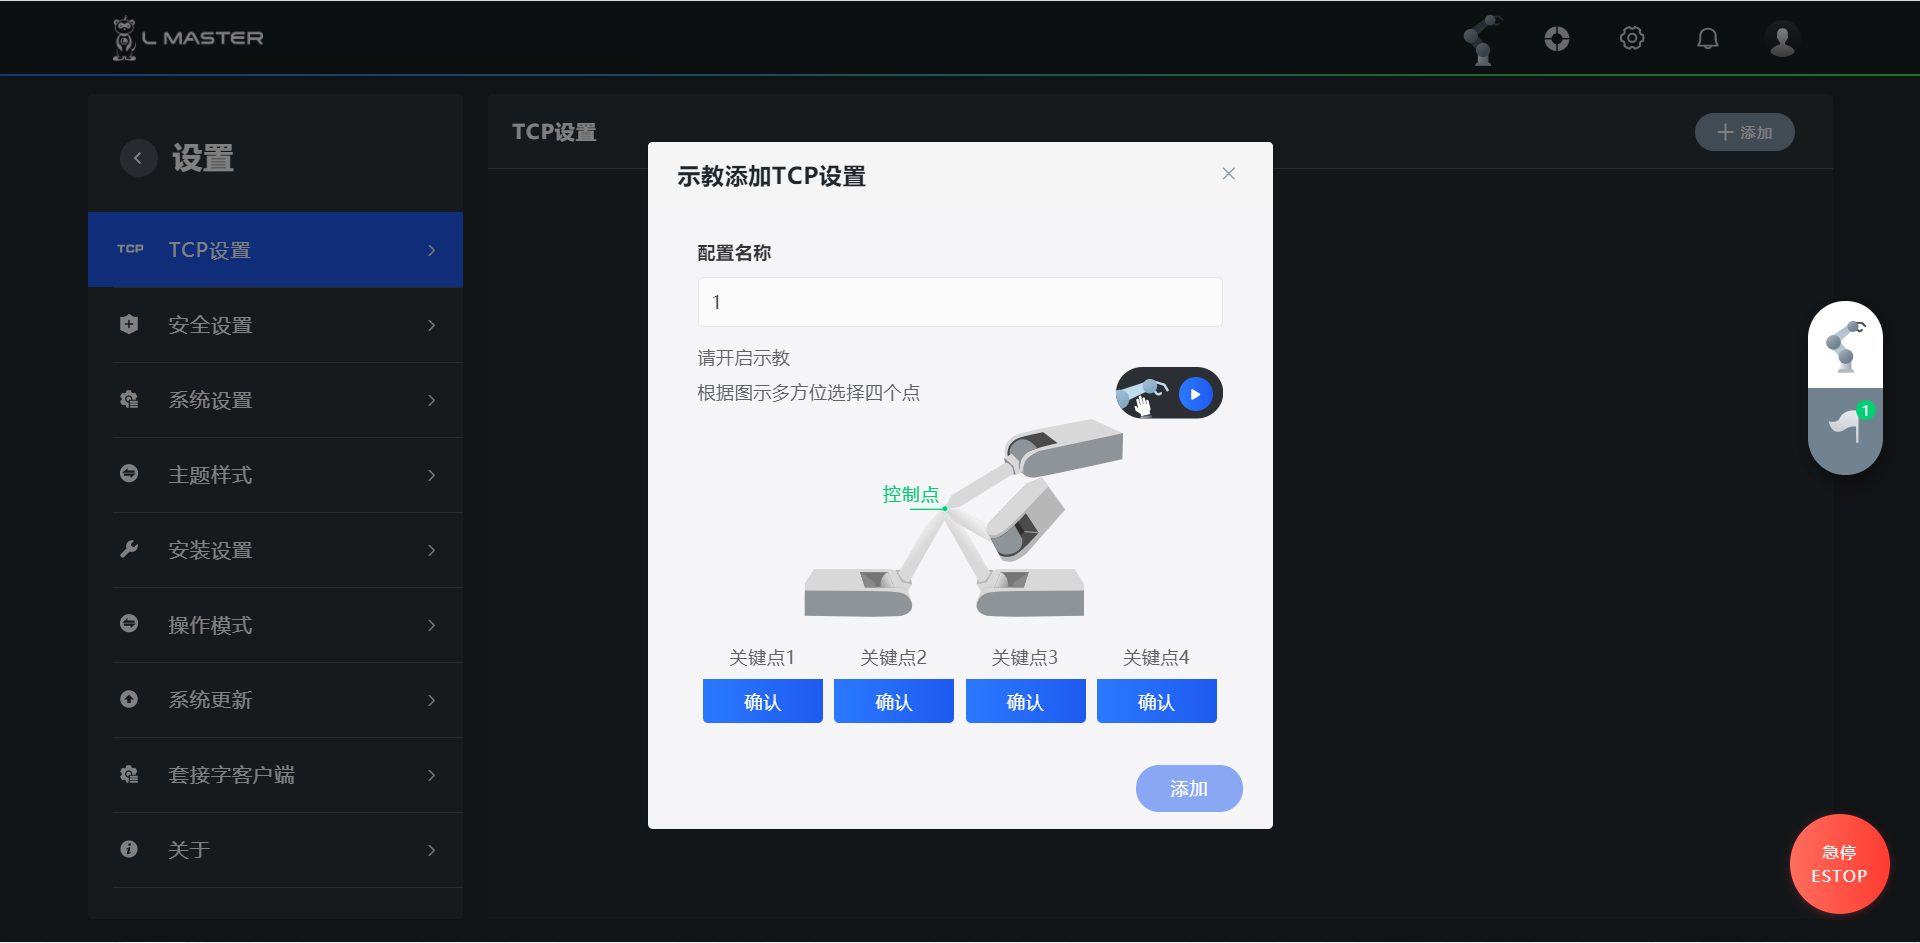 L MASTER
设置
TCP TCP设置
安全设置
系统设置
主题样式
安装设置
操作模式
系统更新
套接字客户端
关于
TCP设置
添加
示教添加TCP设置
配置名称
1
请开启示教
根据图示多方位选择四个点
控制点
关键点1 关键点2 关键点3 关键点4
确认 确认 确认 确认
添加
1
急停
ESTOP